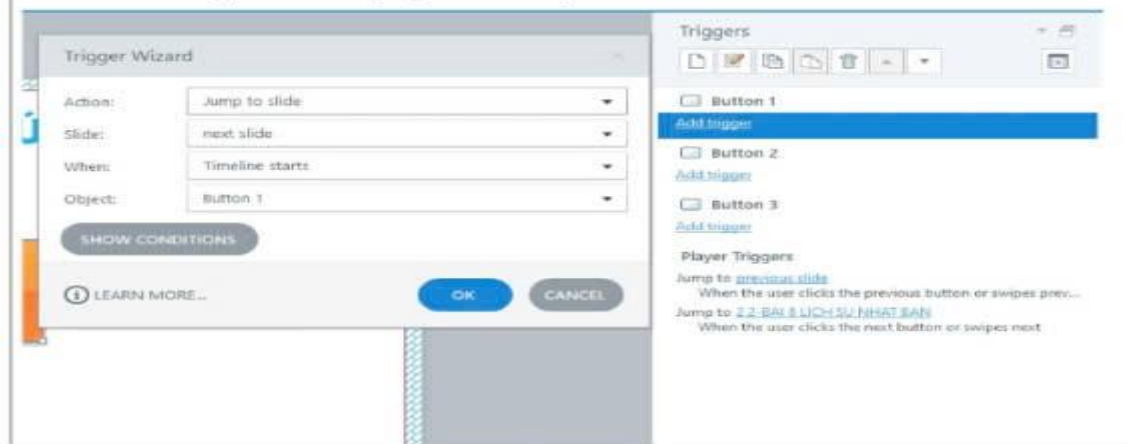 Trigger Wizard
Action: Jump to slide
Slide: next slide
When: Timeline starts
Object: Button 1
SHOW CONDITIONS
LEARN MORE...
OK
CANCEL
Triggers
Button 1
Add trigger
Button 2
Add trigger
Button 3
Add trigger
Player Triggers
Jump to previous slide
When the user clicks the previous button or swipes prev...
Jump to 2.2-BAI 8 LICH SU NHAT BAN
When the user clicks the next button or swipes next